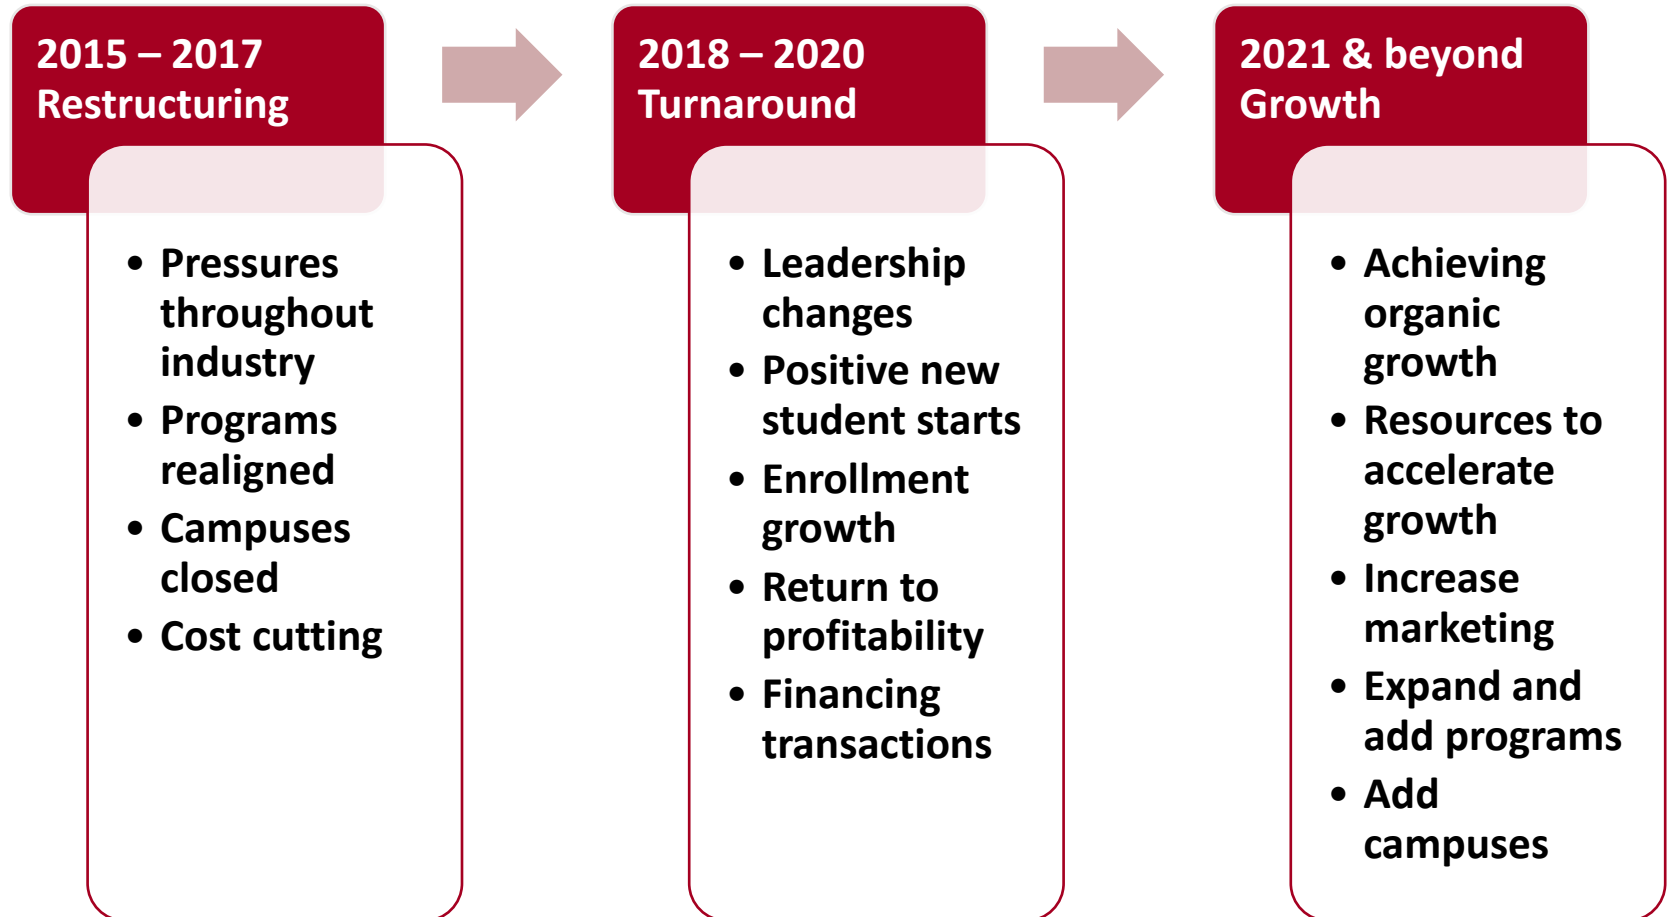 2015 – 2017
Restructuring
• Pressures
throughout
industry
• Programs
realigned
• Campuses
closed
• Cost cutting
2018 – 2020
Turnaround
• Leadership
changes
• Positive new
student starts
• Enrollment
growth
• Return to
profitability
• Financing
transactions
2021 & beyond
Growth
• Achieving
organic
growth
• Resources to
accelerate
growth
• Increase
marketing
• Expand and
add programs
• Add
campuses